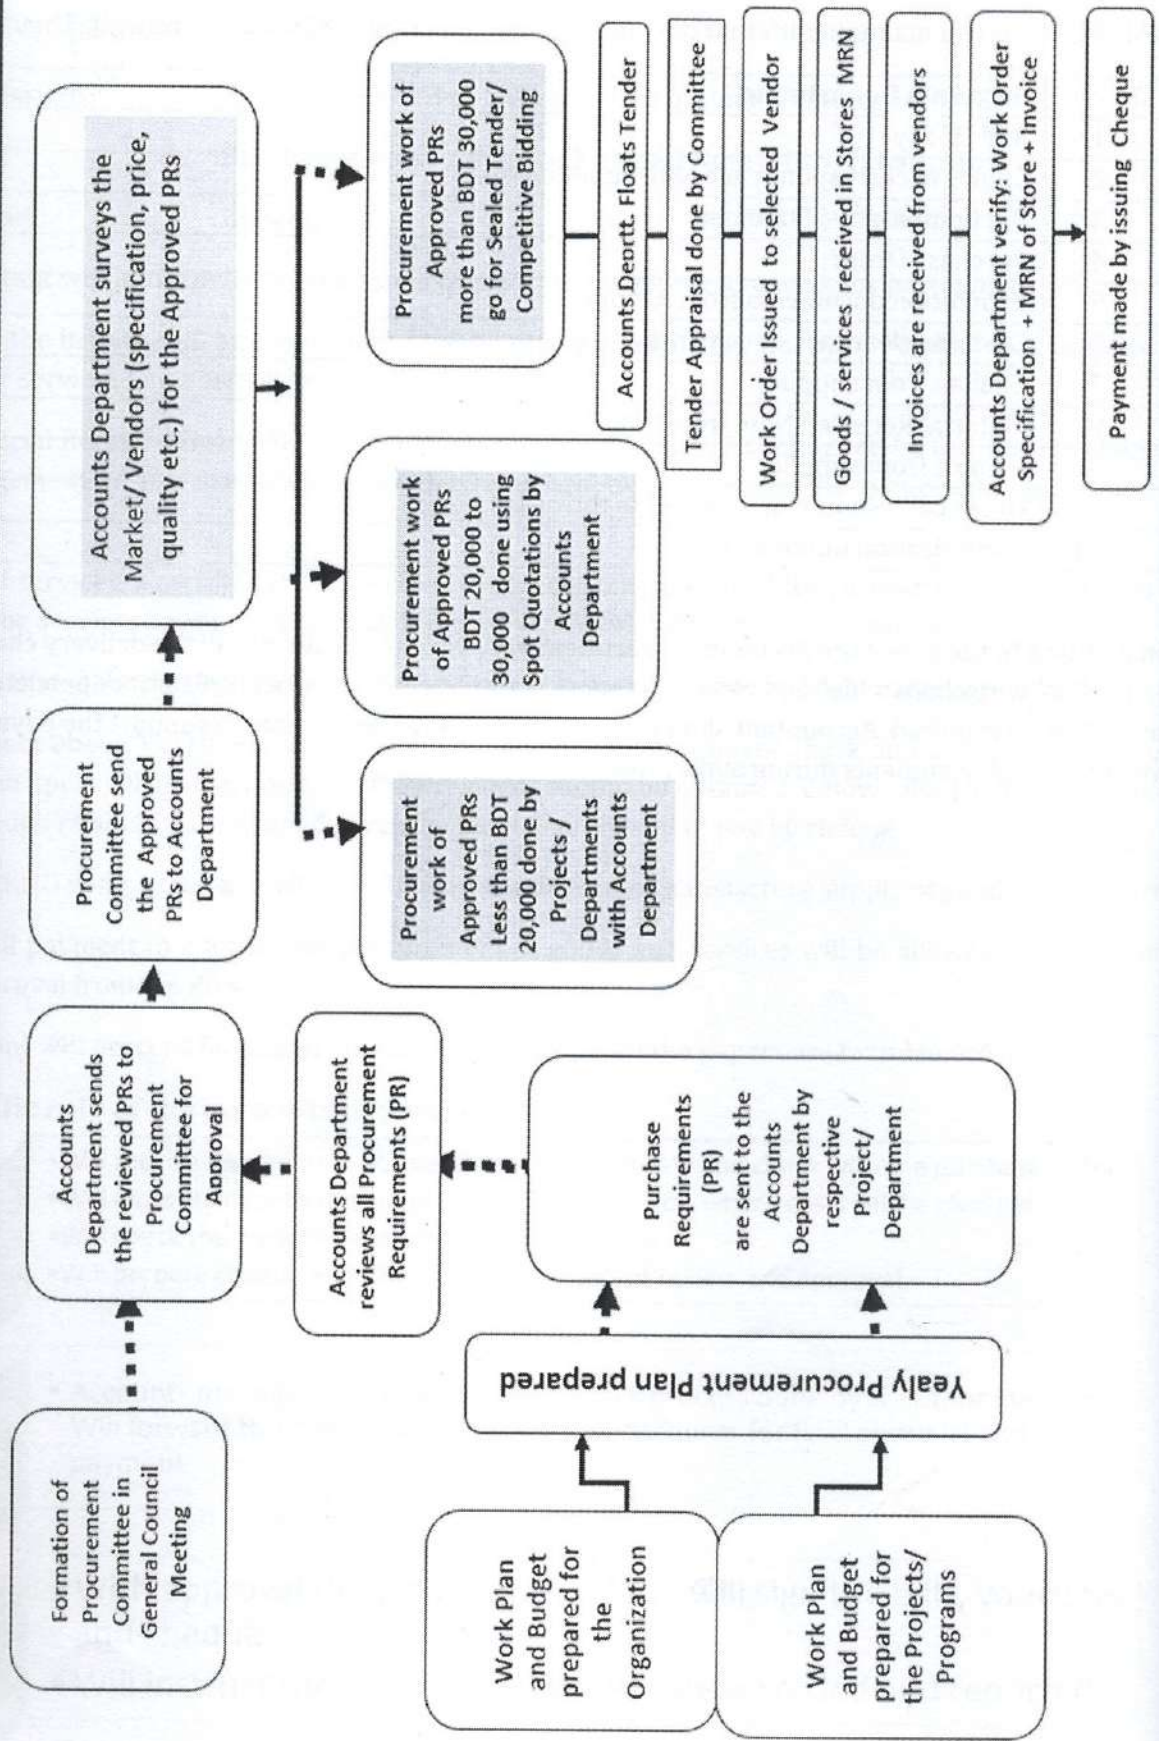 Formation of
Procurement
Committee in
General Council
Meeting
Accounts
Department sends
the reviewed PRs to
Procurement
Committee for
Approval
Procurement
Committee send
the Approved
PRs to Accounts
Department
Accounts Department surveys the
Market/ Vendors (specification, price,
quality etc.) for the Approved PRs
Accounts Department
reviews all Procurement
Requirements (PR)
Work Plan
and Budget
prepared for
the
Organization
Work Plan
and Budget
prepared for
the Projects/
Programs
Yealy Procurement Plan prepared
Purchase
Requirements
(PR)
are sent to the
Accounts
Department by
respective
Project/
Department
Procurement
work of
Approved PRs
Less than BDT
20,000 done by
Projects /
Departments
with Accounts
Department
Procurement work
of Approved PRs
BDT 20,000 to
30,000 done using
Spot Quotations by
Accounts
Department
Procurement work of
Approved PRs
more than BDT 30,000
go for Sealed Tender/
Competitive Bidding
Accounts Depertt. Floats Tender
Tender Appraisal done by Committee
Work Order Issued to selected Vendor
Goods / services received in Stores MRN
Invoices are received from vendors
Accounts Department verify: Work Order
Specification + MRN of Store + Invoice
Payment made by issuing Cheque